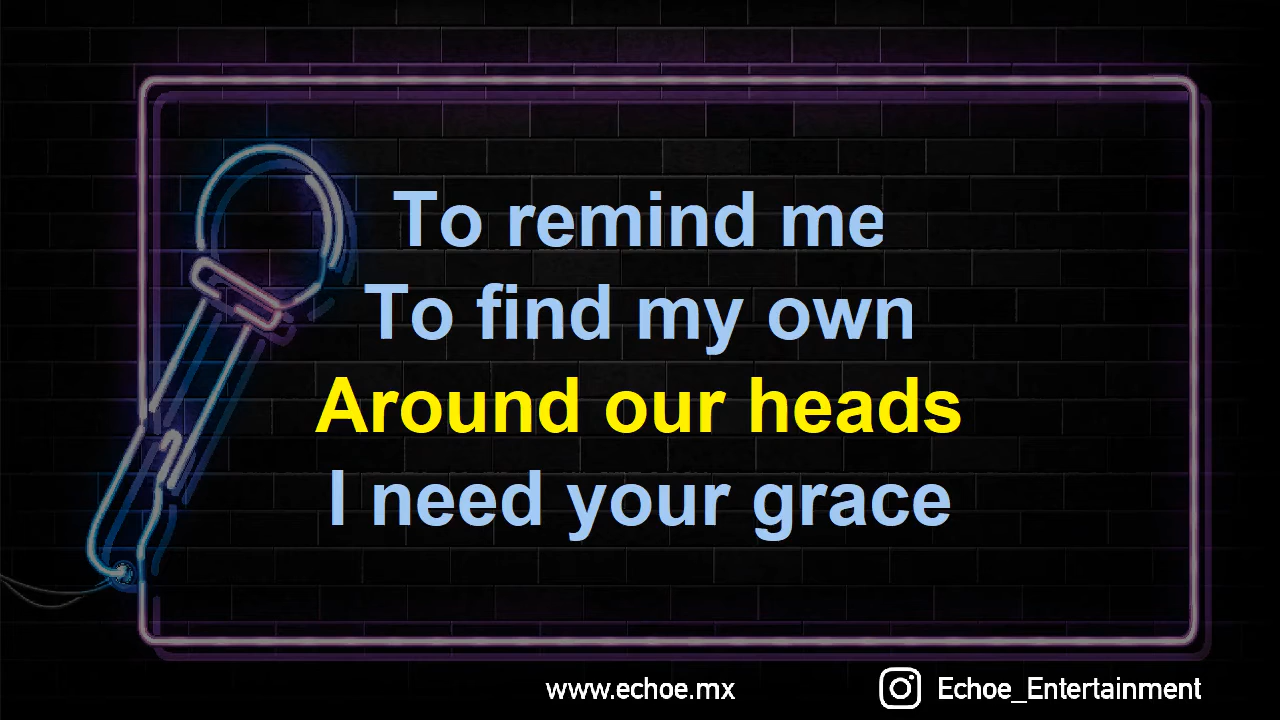 To remind me
To find my own
Around our heads
I need your grace
www.echoe.mx
Echoe_Entertainment